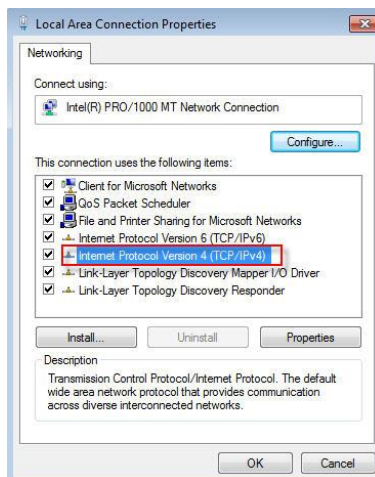 Local Area Connection Properties
Networking
Connect using:
Intel(R) PRO/1000 MT Network Connection
Configure...
This connection uses the following items:
Client for Microsoft Networks
QoS Packet Scheduler
File and Printer Sharing for Microsoft Networks
Internet Protocol Version 6 (TCP/IPv6)
Internet Protocol Version 4 (TCP/IPv4)
Link-Layer Topology Discovery Mapper I/O Driver
Link-Layer Topology Discovery Responder
Install... Uninstall Properties
Description
Transmission Control Protocol/Internet Protocol. The default
wide area network protocol that provides communication
across diverse interconnected networks.
OK Cancel